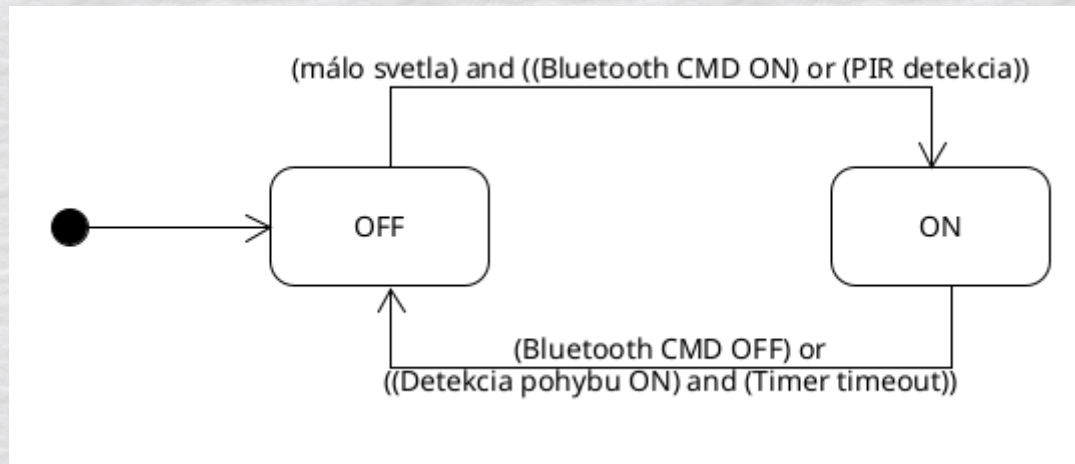 (málo svetla) and ((Bluetooth CMD ON) or (PIR detekcia))
OFF
ON
(Bluetooth CMD OFF) or
((Detekcia pohybu ON) and (Timer timeout))